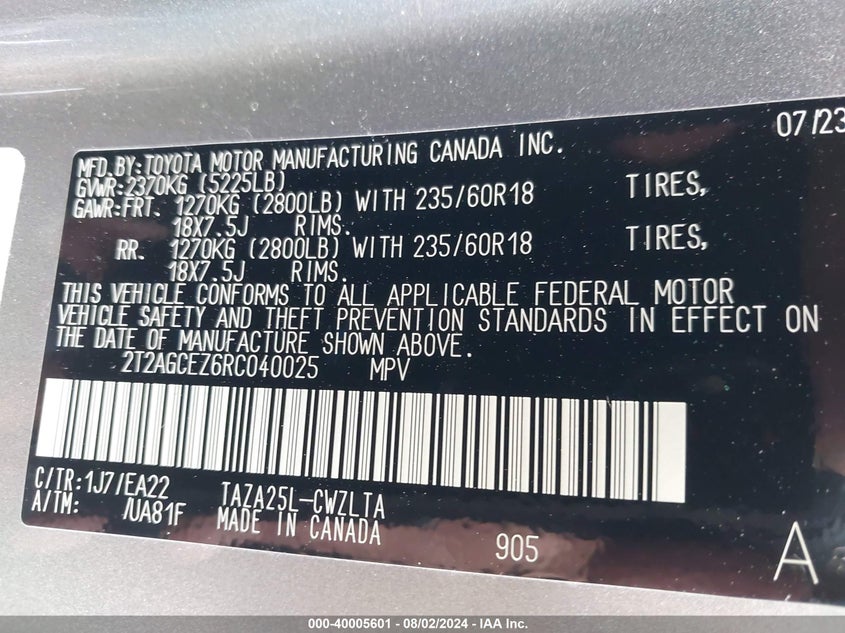 07/23
MFD.BY:TOYOTA MOTOR MANUFACTURING CANADA INC.
GVWR:2370KG (5225LB)
GAWR:FRT. 1270KG (2800LB) WITH 235/60R18 TIRES,
18X7.5J RIMS.
RR. 1270KG (2800LB) WITH 235/60R18 TIRES,
18X7.5J RIMS.
THIS VEHICLE CONFORMS TO ALL APPLICABLE FEDERAL MOTOR
VEHICLE SAFETY AND THEFT PREVENTION STANDARDS IN EFFECT ON
THE DATE OF MANUFACTURE SHOWN ABOVE.
2T2AGCEZ6RC040025 MPV
C/TR:1J7/EA22 TAZA25L-CWZLTA
A/TM: /UA81F MADE IN CANADA
905 A
000-40005601 - 08/02/2024 - IAA Inc.